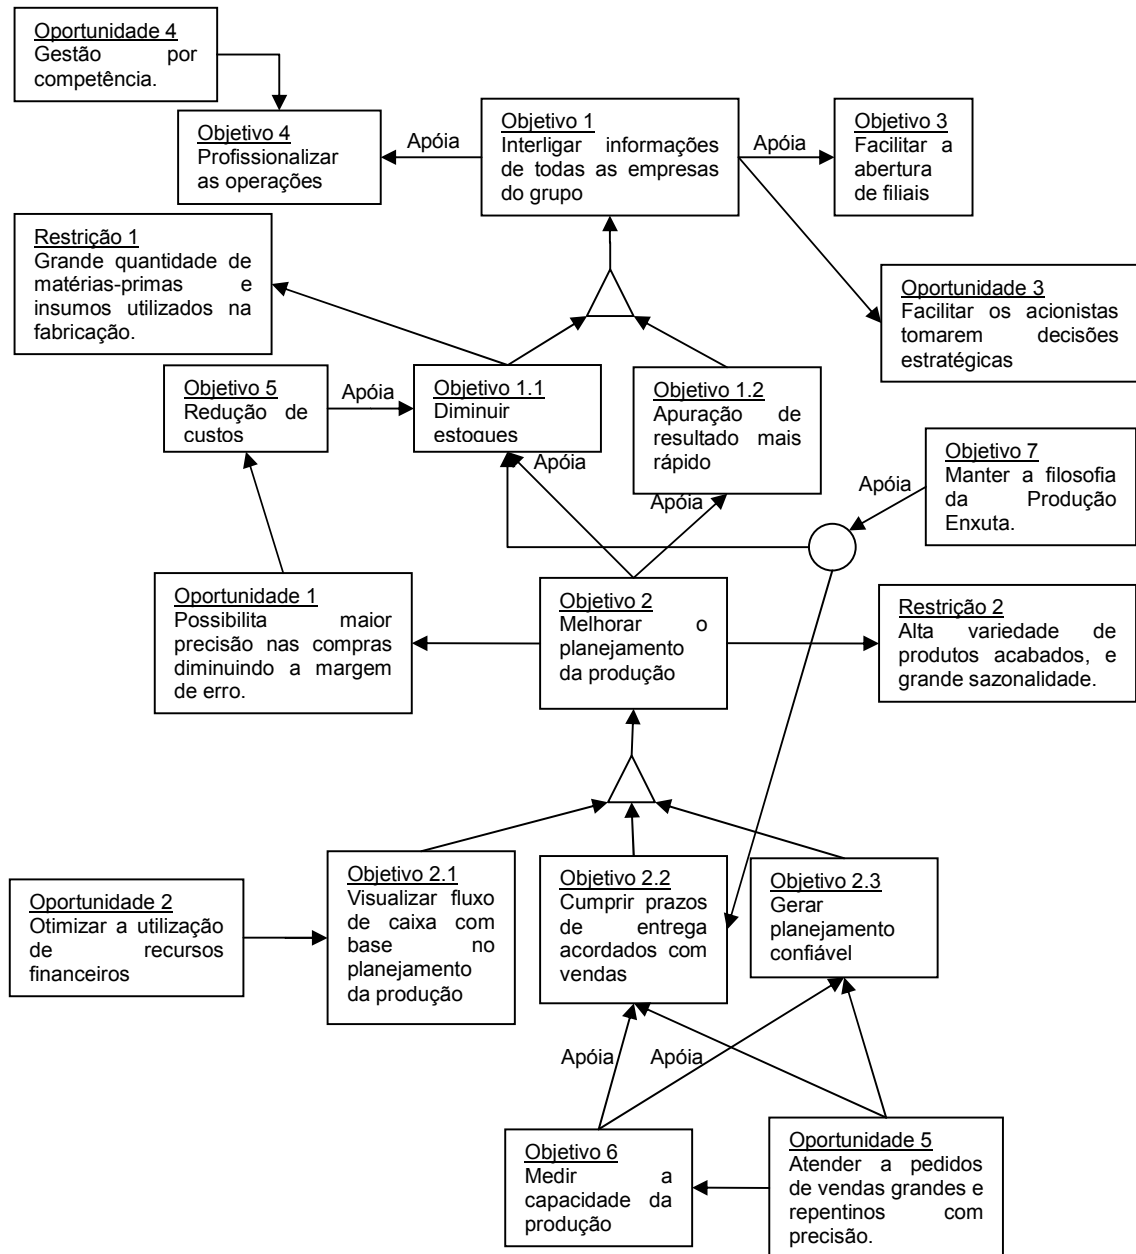 Oportunidade 4
Gestão por
competência.
Objetivo 4
Profissionalizar
as operações
Apóia
Objetivo 1
Interligar informações
de todas as empresas
do grupo
Apóia
Objetivo 3
Facilitar a
abertura
de filiais
Restrição 1
Grande quantidade de
matérias-primas e
insumos utilizados na
fabricação.
Oportunidade 3
Facilitar os acionistas
tomarem decisões
estratégicas
Objetivo 5
Redução de
custos
Apóia
Objetivo 1.1
Diminuir
estoques
Objetivo 1.2
Apuração de
resultado mais
rápido
Apóia
Apóia
Apóia
Objetivo 7
Manter a filosofia
da Produção
Enxuta.
Oportunidade 1
Possibilita maior
precisão nas compras
diminuindo a margem
de erro.
Objetivo 2
Melhorar o
planejamento
da produção
Restrição 2
Alta variedade de
produtos acabados, e
grande sazonalidade.
Oportunidade 2
Otimizar a utilização
de recursos
financeiros
Objetivo 2.1
Visualizar fluxo
de caixa com
base no
planejamento
da produção
Objetivo 2.2
Cumprir prazos
de entrega
acordados com
vendas
Objetivo 2.3
Gerar
planejamento
confiável
Apóia
Apóia
Objetivo 6
Medir a
capacidade da
produção
Oportunidade 5
Atender a pedidos
de vendas grandes e
repentinos com
precisão.